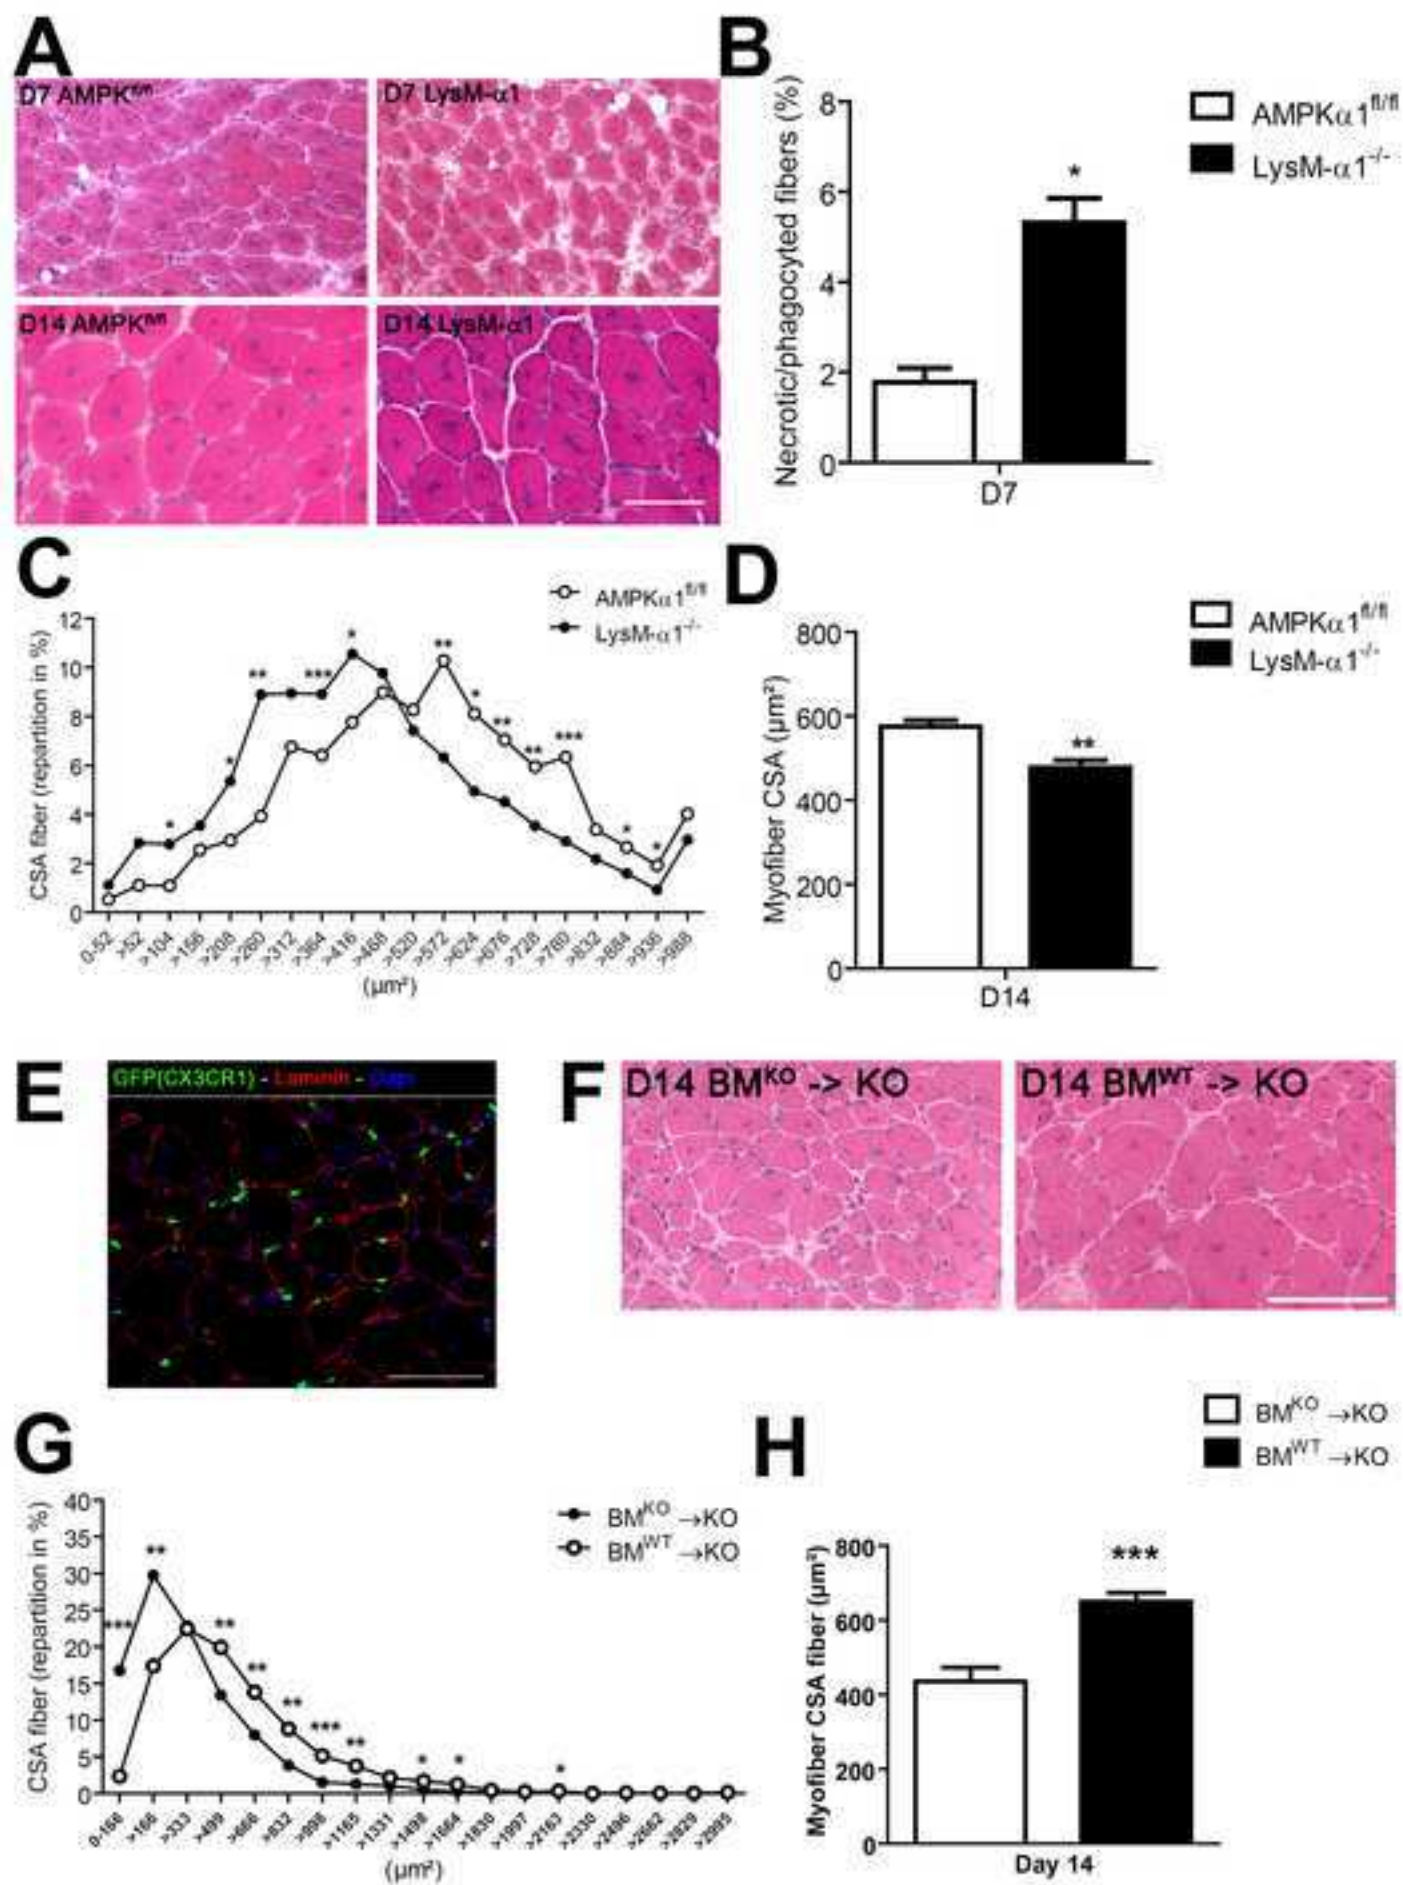 A
D7 AMPKfl/fl
D7 LysM-α1
D14 AMPKfl/fl
D14 LysM-α1
B
Necrotic/phagocyted fibers (%)
8
6
4
2
0
*
D7
AMPKα1fl/fl
LysM-α1-/-
C
AMPKα1fl/fl
LysM-α1-/-
CSA fiber (repartition in %)
12
10
8
6
4
2
0
* * ** *** * ** * ** ** *** * *
0-52 >52 >104 >156 >208 >260 >312 >364 >416 >468 >520 >572 >624 >676 >728 >780 >832 >884 >936 >988
(µm²)
D
Myofiber CSA (µm²)
800
600
400
200
0
**
D14
AMPKα1fl/fl
LysM-α1-/-
E
GFP(CX3CR1) - Laminin - Dapi
F
D14 BMKO -> KO
D14 BMWT -> KO
G
BMKO →KO
BMWT →KO
CSA fiber (repartition in %)
40
35
30
25
20
15
10
5
0
*** ** ** ** ** *** ** * * *
0-166 >166 >333 >499 >666 >832 >998 >1165 >1331 >1498 >1664 >1830 >1997 >2163 >2330 >2496 >2662 >2829 >2995
(µm²)
H
BMKO →KO
BMWT →KO
Myofiber CSA fiber (µm²)
800
600
400
200
0
***
Day 14